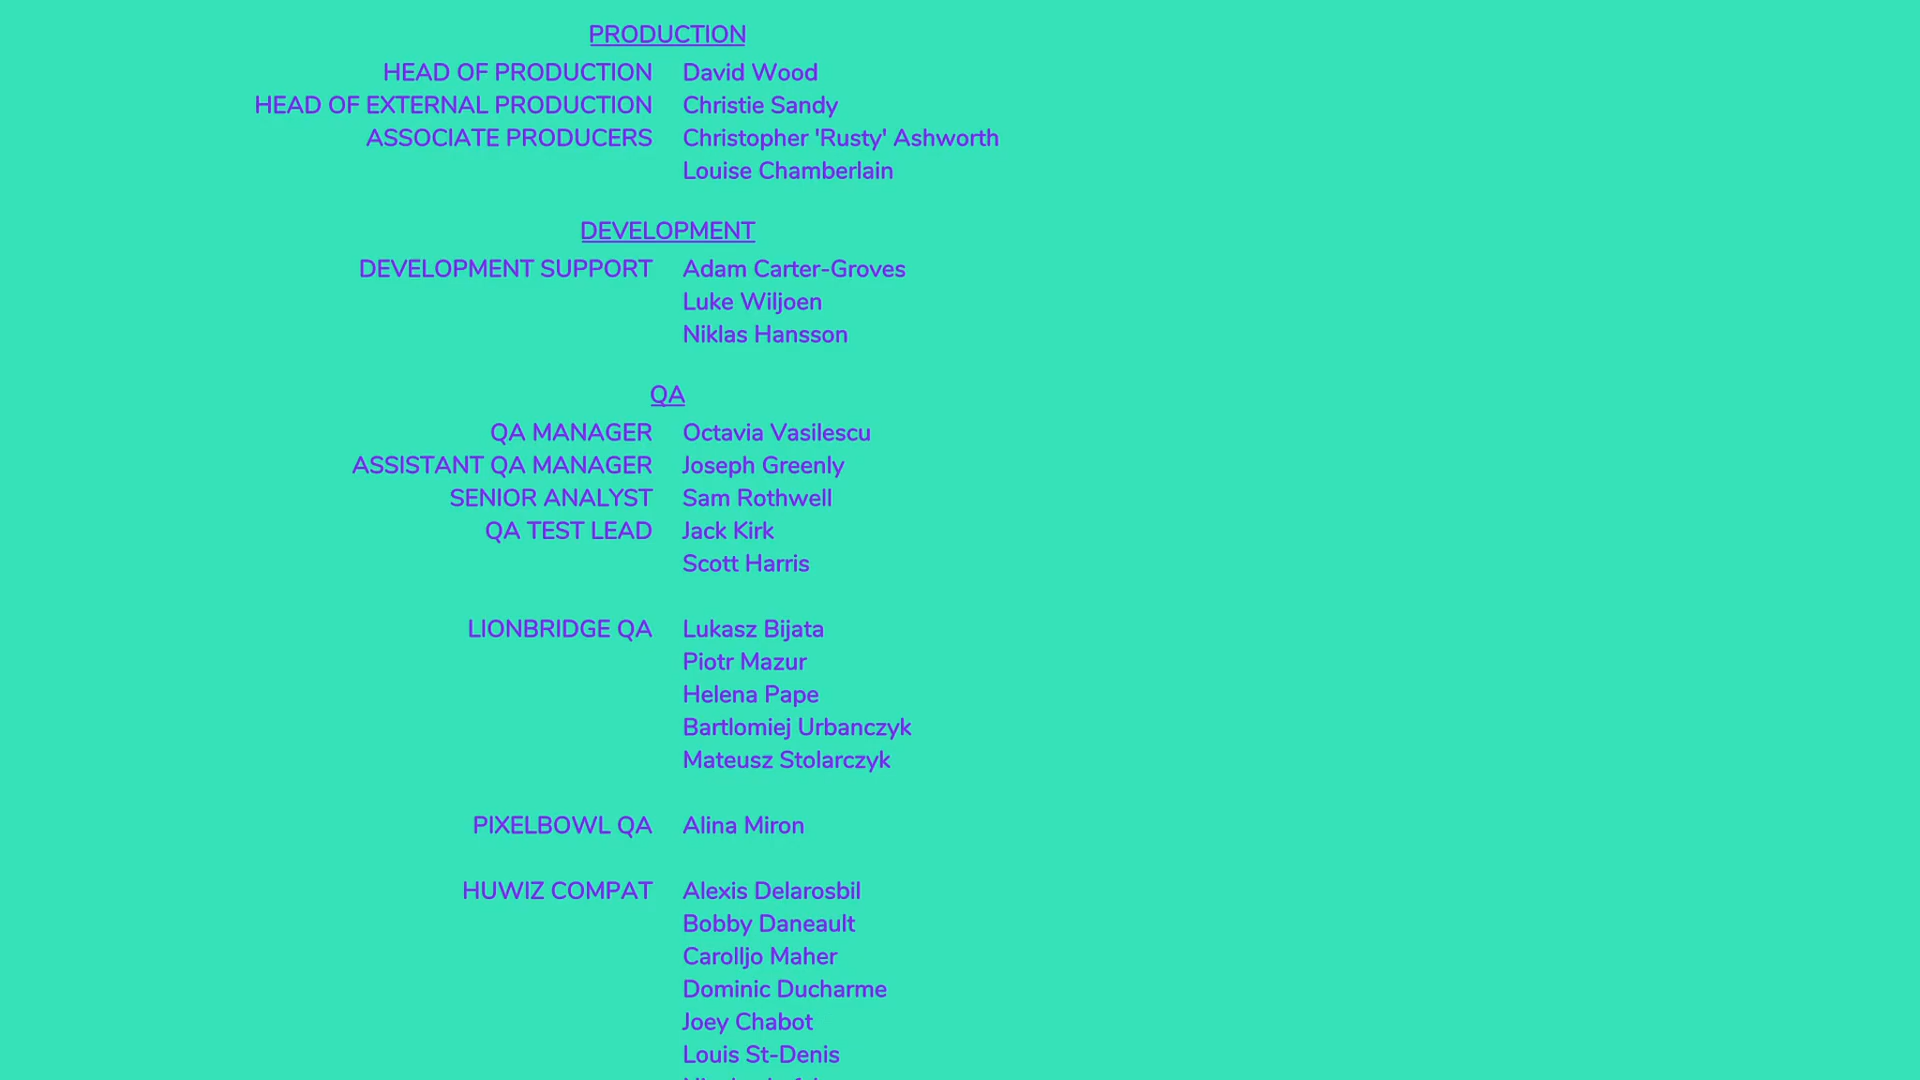 PRODUCTION
HEAD OF PRODUCTION David Wood
HEAD OF EXTERNAL PRODUCTION Christie Sandy
ASSOCIATE PRODUCERS Christopher 'Rusty' Ashworth
Louise Chamberlain
DEVELOPMENT
DEVELOPMENT SUPPORT Adam Carter-Groves
Luke Wiljoen
Niklas Hansson
QA
QA MANAGER Octavia Vasilescu
ASSISTANT QA MANAGER Joseph Greenly
SENIOR ANALYST Sam Rothwell
QA TEST LEAD Jack Kirk
Scott Harris
LIONBRIDGE QA Lukasz Bijata
Piotr Mazur
Helena Pape
Bartlomiej Urbanczyk
Mateusz Stolarczyk
PIXELBOWL QA Alina Miron
HUWIZ COMPAT Alexis Delarosbil
Bobby Daneault
Carolljo Maher
Dominic Ducharme
Joey Chabot
Louis St-Denis